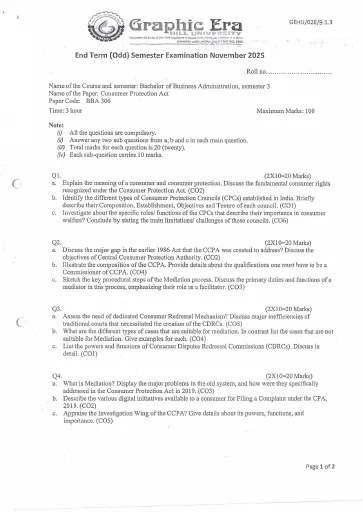 GEHU/02E/9.1.3
Graphic Era
HILL UNIVERSITY
End Term (Odd) Semester Examination November 2025
Roll no..............................
Name of the Course and semester: Bachelor of Business Administration, semester 3
Name of the Paper: Consumer Protection Act
Paper Code: BBA 306
Time: 3 hour Maximum Marks: 100
Note:
(i) All the questions are compulsory.
(ii) Answer any two sub questions from a, b and c in each main question.
(iii) Total marks for each question is 20 (twenty).
(iv) Each sub-question carries 10 marks.
Q1. (2X10=20 Marks)
a. Explain the meaning of a consumer and consumer protection. Discuss the fundamental consumer rights
recognized under the Consumer Protection Act. (CO2)
b. Identify the different types of Consumer Protection Councils (CPCs) established in India. Briefly
describe their Composition, Establishment, Objectives and Tenure of each council. (CO1)
c. Investigate about the specific roles/ functions of the CPCs that describe their importance in consumer
welfare? Conclude by stating the main limitations/ challenges of these councils. (CO6)
Q2. (2X10=20 Marks)
a. Discuss the major gap in the earlier 1986 Act that the CCPA was created to address? Discuss the
objectives of Central Consumer Protection Authority. (CO2)
b. Illustrate the composition of the CCPA. Provide details about the qualifications one must have to be a
Commissioner of CCPA. (CO4)
c. Sketch the key procedural steps of the Mediation process. Discuss the primary duties and functions of a
mediator in this process, emphasizing their role as a facilitator. (CO3)
Q3. (2X10=20 Marks)
a. Assess the need of dedicated Consumer Redressal Mechanism? Discuss major inefficiencies of
traditional courts that necessitated the creation of the CDRCs. (CO5)
b. What are the different types of cases that are suitable for mediation. In contrast list the cases that are not
suitable for Mediation. Give examples for each. (CO4)
c. List the powers and functions of Consumer Disputes Redressal Commissions (CDRCs). Discuss in
detail. (CO1)
Q4. (2X10=20 Marks)
a. What is Mediation? Display the major problems in the old system, and how were they specifically
addressed in the Consumer Protection Act in 2019. (CO3)
b. Describe the various digital initiatives available to a consumer for Filing a Complaint under the CPA,
2019. (CO2)
c. Appraise the Investigation Wing of the CCPA? Give details about its powers, functions, and
importance. (CO5)
Page 1 of 2